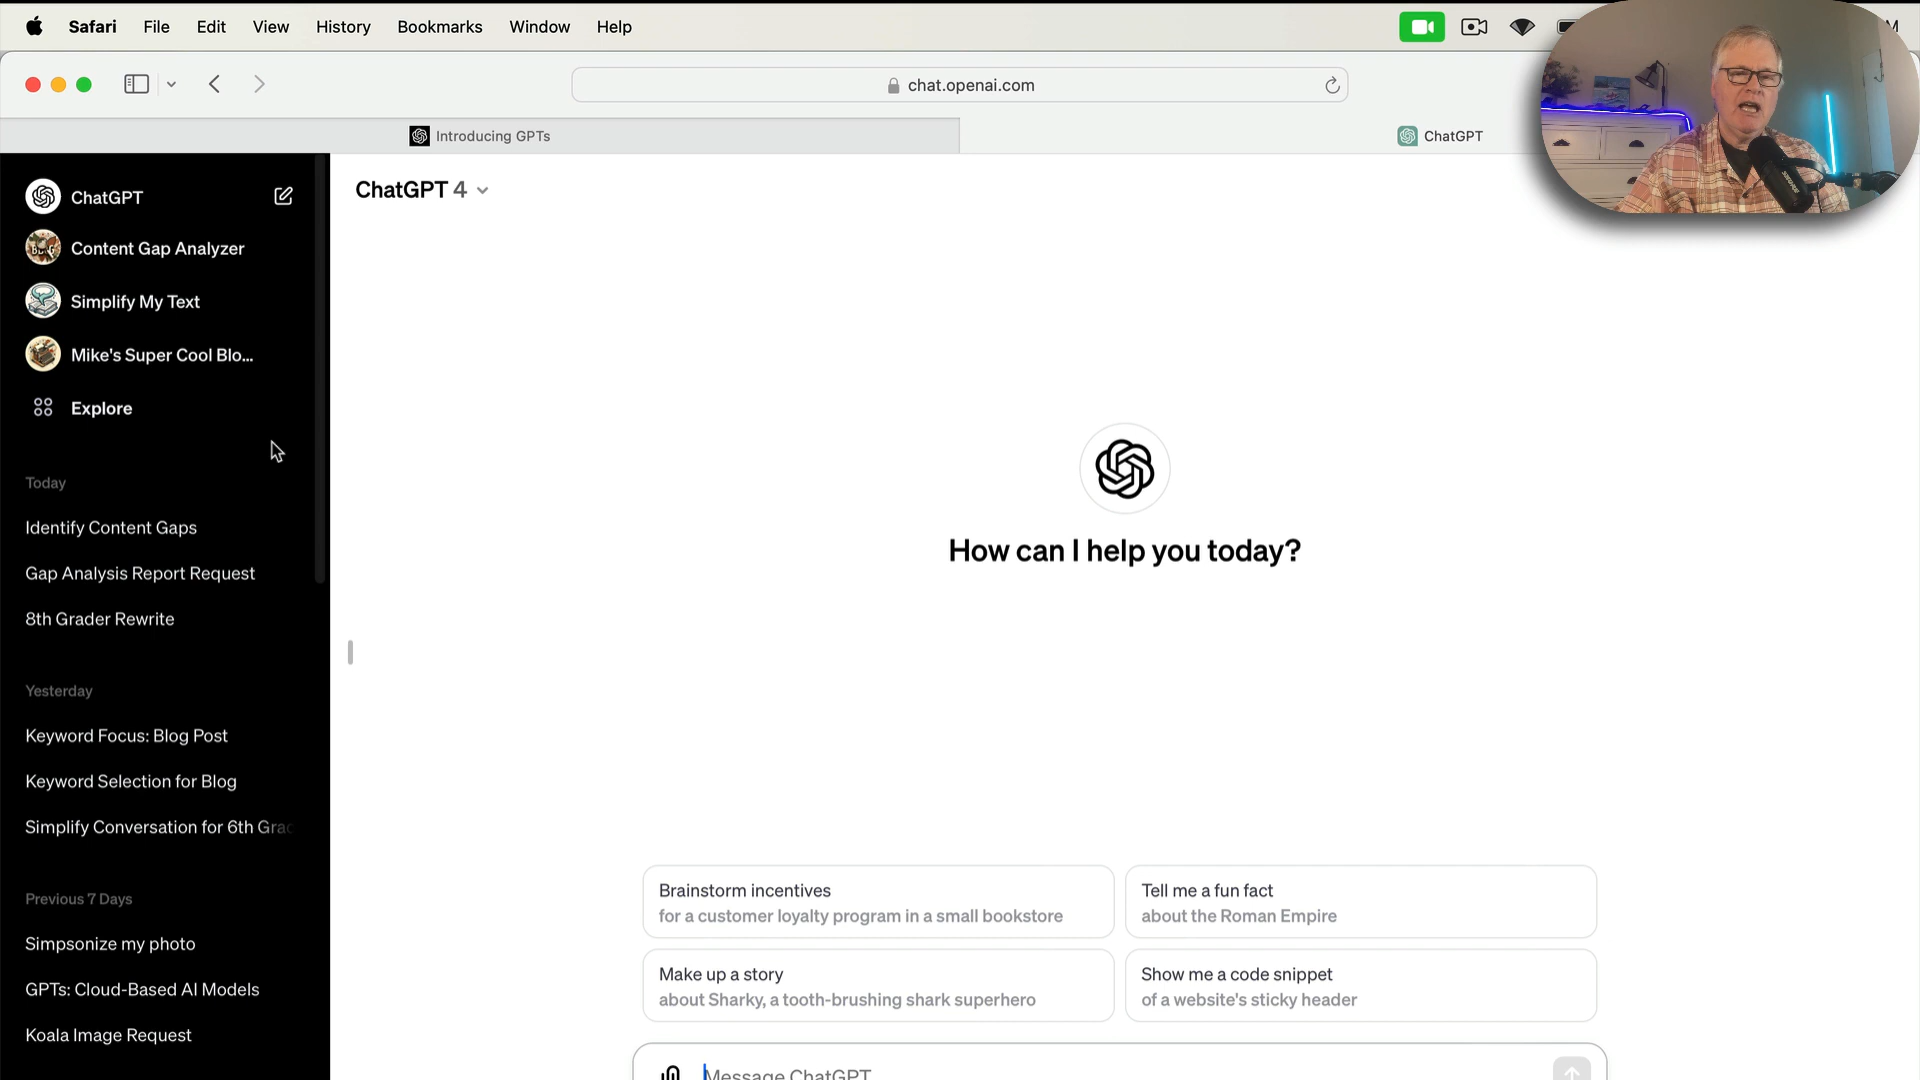 Safari File Edit View History Bookmarks Window Help
chat.openai.com
Introducing GPTs
ChatGPT
ChatGPT
Content Gap Analyzer
Simplify My Text
Mike's Super Cool Blo...
Explore
Today
Identify Content Gaps
Gap Analysis Report Request
8th Grader Rewrite
Yesterday
Keyword Focus: Blog Post
Keyword Selection for Blog
Simplify Conversation for 6th Grad
Previous 7 Days
Simpsonize my photo
GPTs: Cloud-Based AI Models
Koala Image Request
ChatGPT 4
How can I help you today?
Brainstorm incentives
for a customer loyalty program in a small bookstore
Tell me a fun fact
about the Roman Empire
Make up a story
about Sharky, a tooth-brushing shark superhero
Show me a code snippet
of a website's sticky header
Message ChatGPT